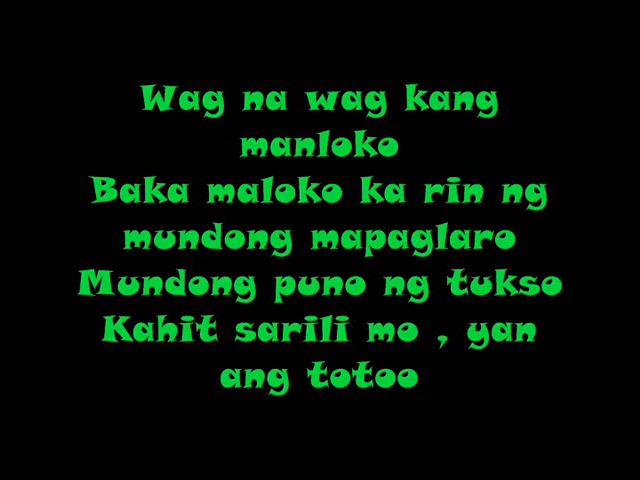 Wag na wag kang
manloko
Baka maloko ka rin ng
mundong mapaglaro
Mundong puno ng tukso
Kahit sarili mo , yan
ang totoo